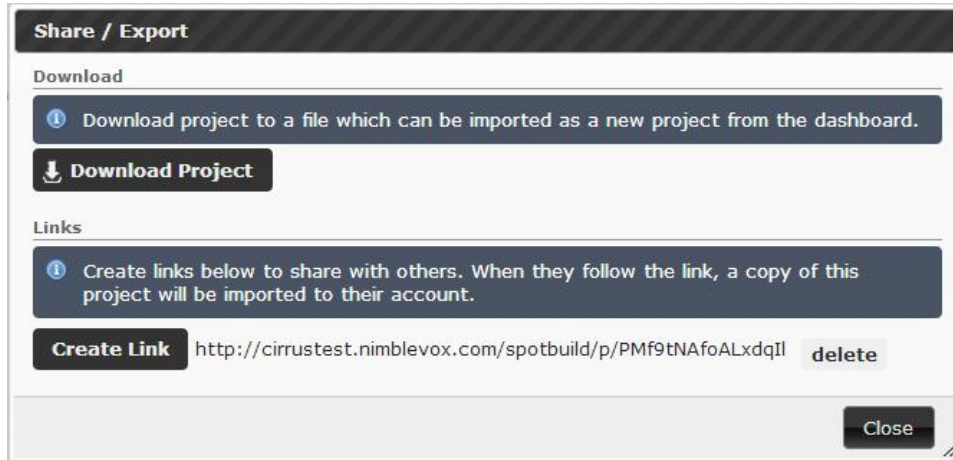 Share / Export
Download
Download project to a file which can be imported as a new project from the dashboard.
Download Project
Links
Create links below to share with others. When they follow the link, a copy of this
project will be imported to their account.
Create Link http://cirrustest.nimblevox.com/spotbuild/p/PMf9tNAfoALxdqIl delete
Close